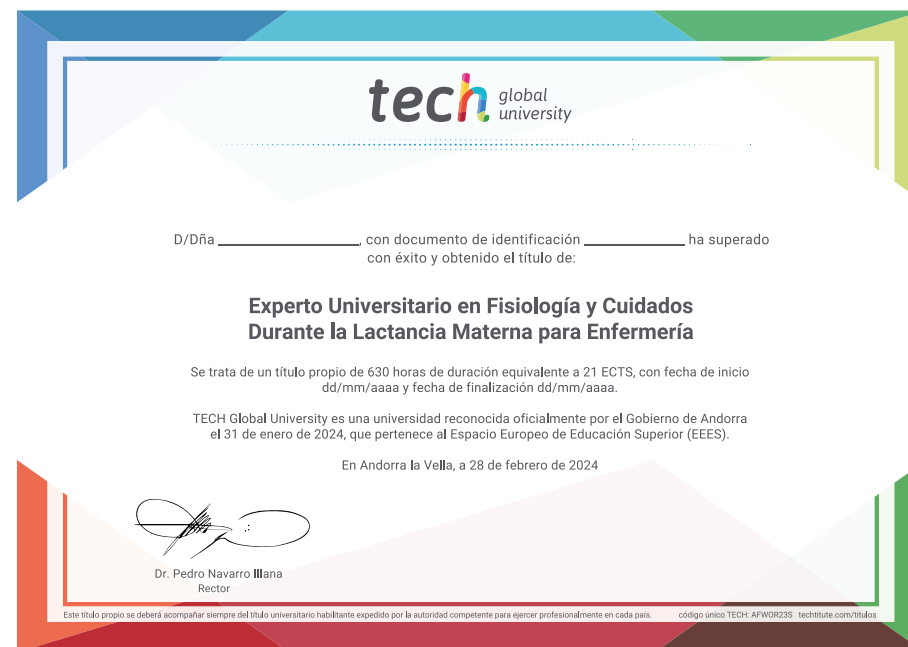 tech global university
D/Dña ____________________, con documento de identificación ______________ ha superado
con éxito y obtenido el título de:
Experto Universitario en Fisiología y Cuidados
Durante la Lactancia Materna para Enfermería
Se trata de un título propio de 630 horas de duración equivalente a 21 ECTS, con fecha de inicio
dd/mm/aaaa y fecha de finalización dd/mm/aaaa.
TECH Global University es una universidad reconocida oficialmente por el Gobierno de Andorra
el 31 de enero de 2024, que pertenece al Espacio Europeo de Educación Superior (EEES).
En Andorra la Vella, a 28 de febrero de 2024
Dr. Pedro Navarro Illana
Rector
Este título propio se deberá acompañar siempre del título universitario habilitante expedido por la autoridad competente para ejercer profesionalmente en cada país. código único TECH: AFWOR23S techtitute.com/titulos